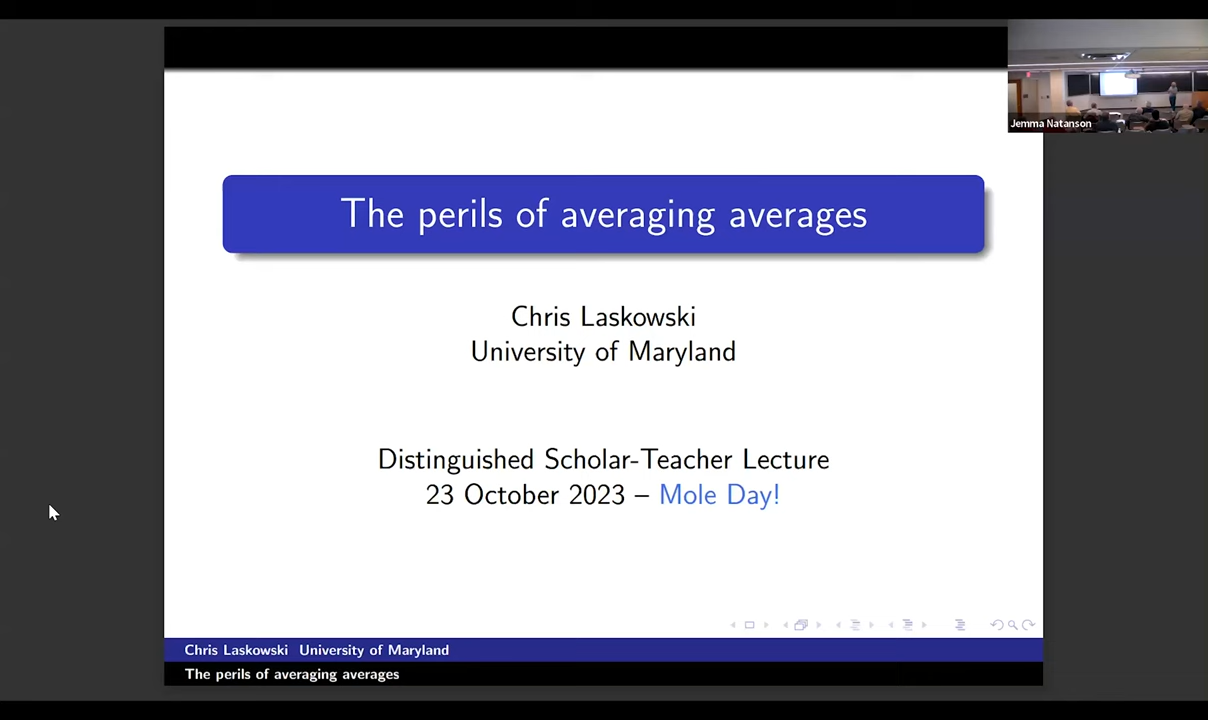 Jemma Natanson
The perils of averaging averages
Chris Laskowski
University of Maryland
Distinguished Scholar-Teacher Lecture
23 October 2023 – Mole Day!
Chris Laskowski University of Maryland
The perils of averaging averages